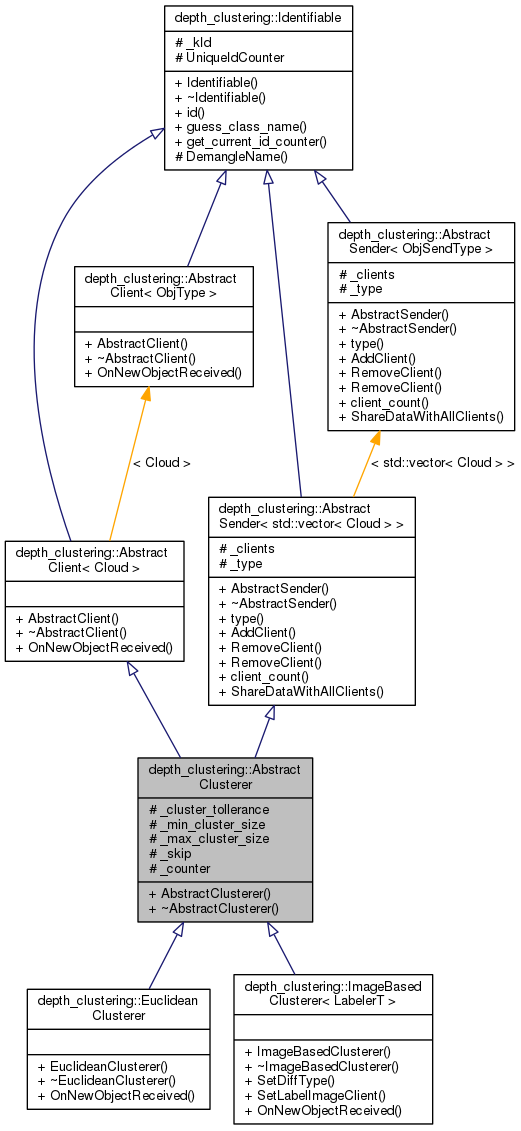 depth_clustering::Identifiable
# _kId
# UniqueIdCounter
+ Identifiable()
+ ~Identifiable()
+ id()
+ guess_class_name()
+ get_current_id_counter()
# DemangleName()
depth_clustering::Abstract
Sender< ObjSendType >
# _clients
# _type
+ AbstractSender()
+ ~AbstractSender()
+ type()
+ AddClient()
+ RemoveClient()
+ RemoveClient()
+ client_count()
+ ShareDataWithAllClients()
depth_clustering::Abstract
Client< ObjType >
+ AbstractClient()
+ ~AbstractClient()
+ OnNewObjectReceived()
< Cloud >
< std::vector< Cloud > >
depth_clustering::Abstract
Sender< std::vector< Cloud > >
# _clients
# _type
+ AbstractSender()
+ ~AbstractSender()
+ type()
+ AddClient()
+ RemoveClient()
+ RemoveClient()
+ client_count()
+ ShareDataWithAllClients()
depth_clustering::Abstract
Client< Cloud >
+ AbstractClient()
+ ~AbstractClient()
+ OnNewObjectReceived()
depth_clustering::Abstract
Clusterer
# _cluster_tollerance
# _min_cluster_size
# _max_cluster_size
# _skip
# _counter
+ AbstractClusterer()
+ ~AbstractClusterer()
depth_clustering::Euclidean
Clusterer
+ EuclideanClusterer()
+ ~EuclideanClusterer()
+ OnNewObjectReceived()
depth_clustering::ImageBased
Clusterer< LabelerT >
+ ImageBasedClusterer()
+ ~ImageBasedClusterer()
+ SetDiffType()
+ SetLabelImageClient()
+ OnNewObjectReceived()